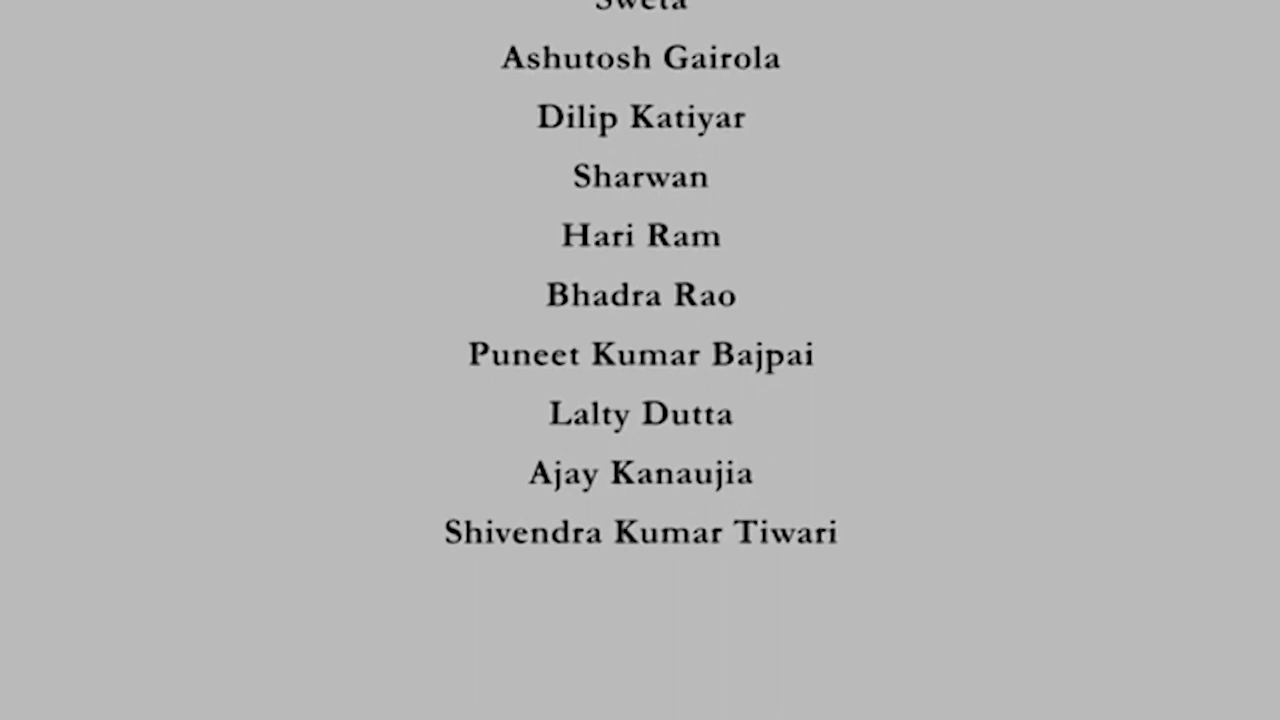 Sweta
Ashutosh Gairola
Dilip Katiyar
Sharwan
Hari Ram
Bhadra Rao
Puneet Kumar Bajpai
Lalty Dutta
Ajay Kanaujia
Shivendra Kumar Tiwari